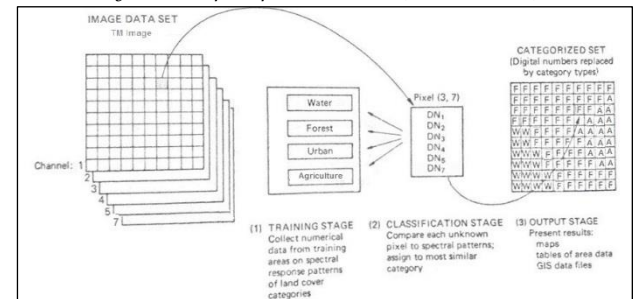 IMAGE DATA SET
TM Image
Channel: 1
2
3
4
5
7
Water
Forest
Urban
Agriculture
Pixel (3, 7)
DN1
DN2
DN3
DN4
DN5
DN7
CATEGORIZED SET
(Digital numbers replaced
by category types)
F F F F F F F F F
F F F F F F F F A
F F F F F F F A A
F F F F F F A A A
W W F F F F A A A A
W W F F F F F A A A
W W W F F F F F A A
W W W F F F F F F A
W W W W F F F F F F
W W W W F F F F F F
(1) TRAINING STAGE
Collect numerical
data from training
areas on spectral
response patterns
of land cover
categories
(2) CLASSIFICATION STAGE
Compare each unknown
pixel to spectral patterns;
assign to most similar
category
(3) OUTPUT STAGE
Present results:
maps
tables of area data
GIS data files